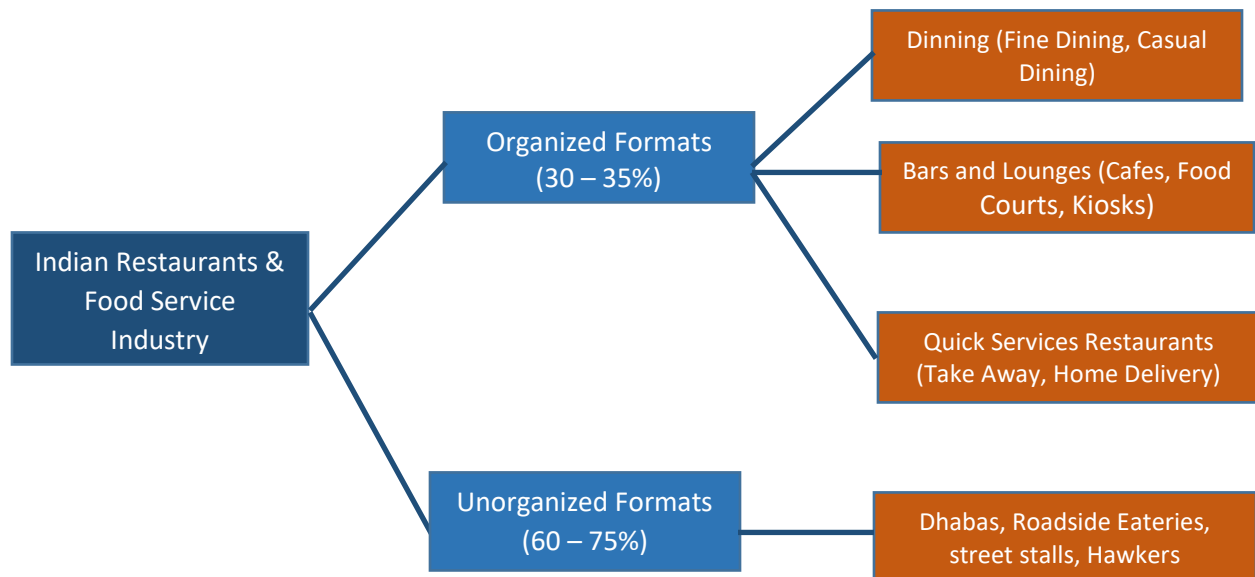 Indian Restaurants &
Food Service
Industry
Organized Formats
(30 – 35%)
Unorganized Formats
(60 – 75%)
Dinning (Fine Dining, Casual
Dining)
Bars and Lounges (Cafes, Food
Courts, Kiosks)
Quick Services Restaurants
(Take Away, Home Delivery)
Dhabas, Roadside Eateries,
street stalls, Hawkers